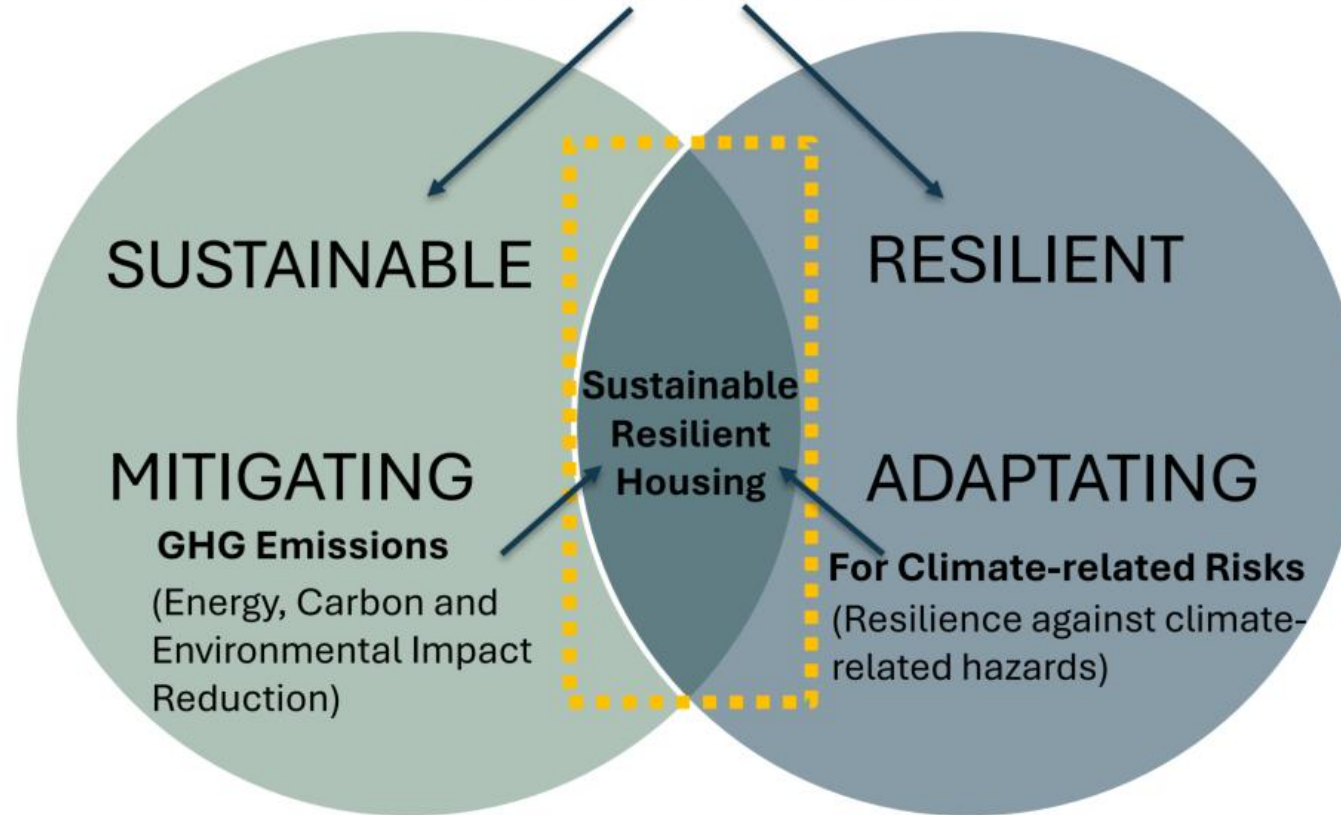 SUSTAINABLE
RESILIENT
Sustainable
Resilient
Housing
MITIGATING
GHG Emissions
(Energy, Carbon and
Environmental Impact
Reduction)
ADAPTATING
For Climate-related Risks
(Resilience against climate-
related hazards)